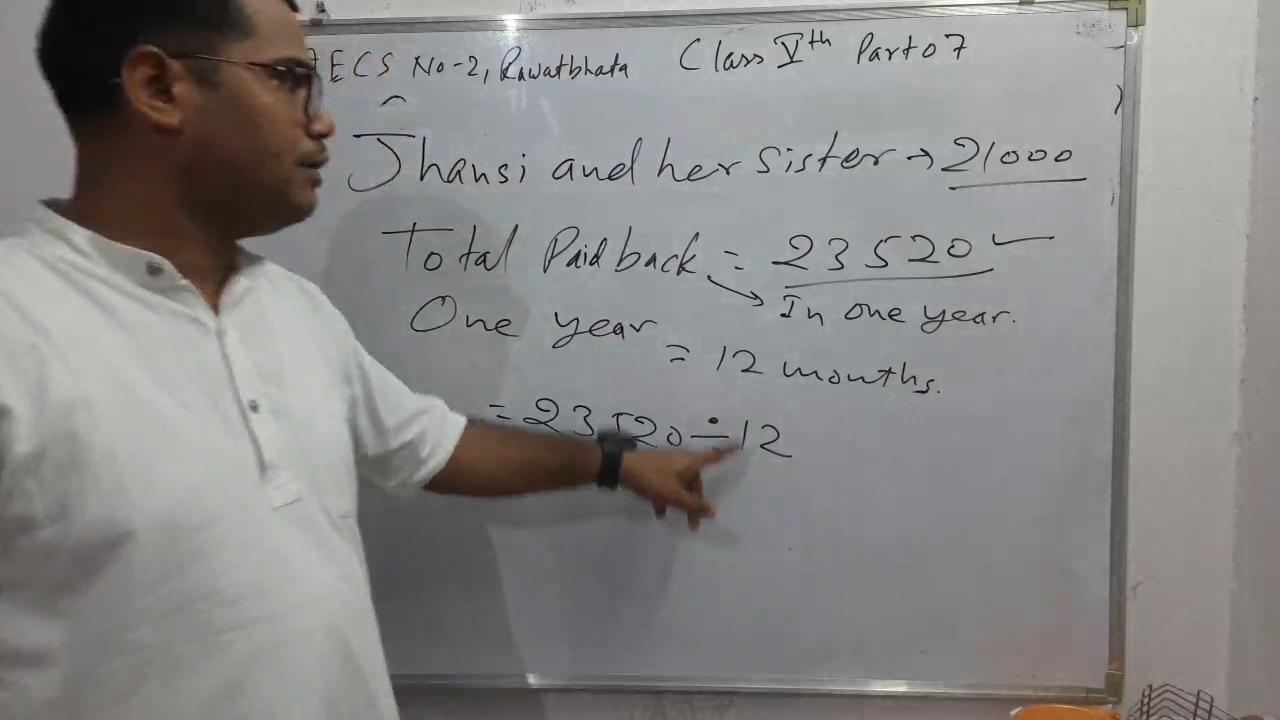 ECS No-2, Rawatbhata Class Vth Part 07
Jhansi and her sister → 21000
Total Paid back = 23520
One year → In one year.
= 12 months.
= 23520 ÷ 12